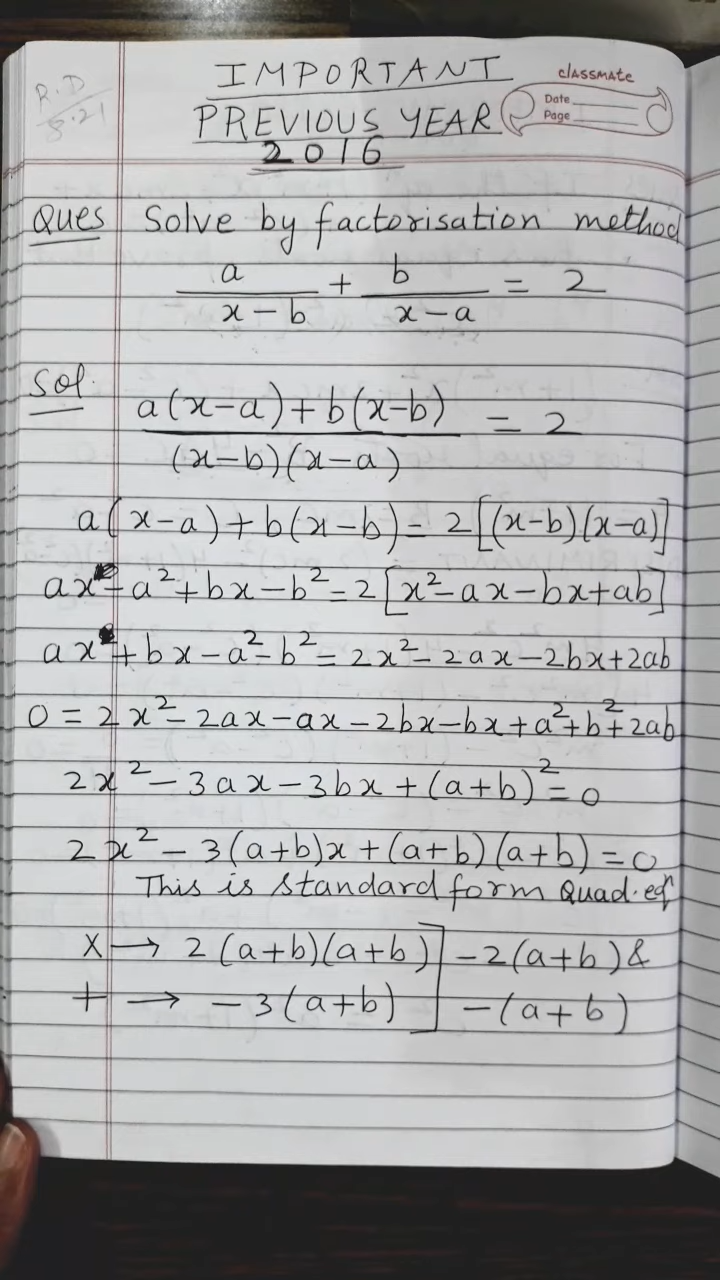 IMPORTANT
classmate
R.D
8.21
Date
Page
PREVIOUS YEAR
2016
Ques Solve by factorisation method
a/(x-b) + b/(x-a) = 2
Sol. (a(x-a)+b(x-b))/((x-b)(x-a)) = 2
a(x-a)+b(x-b)=2[(x-b)(x-a)]
ax-a²+bx-b²=2[x²-ax-bx+ab]
ax+bx-a²-b²=2x²-2ax-2bx+2ab
0=2x²-2ax-ax-2bx-bx+a²+b²+2ab
2x²-3ax-3bx+(a+b)²=0
2x²-3(a+b)x+(a+b)(a+b)=0
This is standard form Quad.eqⁿ
x → 2(a+b)(a+b) ] -2(a+b) &
+ → -3(a+b) ] -(a+b)